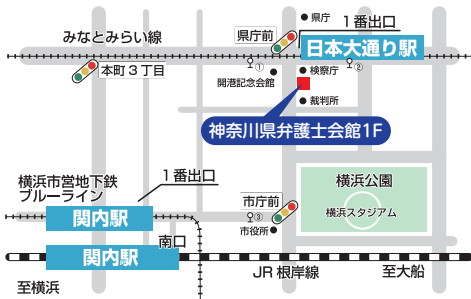 県庁
1番出口
みなとみらい線
県庁前
日本大通り駅
本町3丁目
①
②
開港記念会館
検察庁
裁判所
神奈川県弁護士会館1F
横浜市営地下鉄
ブルーライン
1番出口
市庁前
横浜公園
関内駅
③
横浜スタジアム
市役所
南口
関内駅
至横浜
JR根岸線
至大船